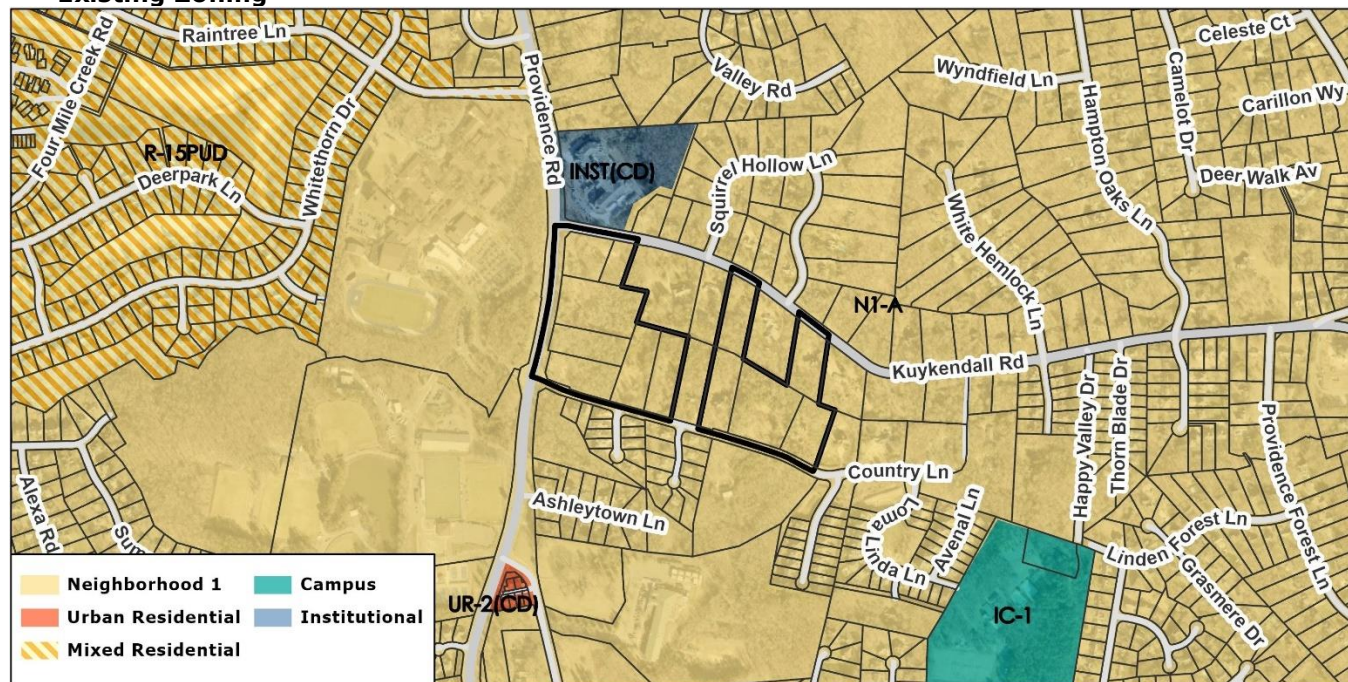 Existing Zoning
Raintree Ln
Four Mile Creek Rd
R-15PUD
Deerpark Ln
Whitethorn Dr
Providence Rd
Valley Rd
Wyndfield Ln
Celeste Ct
Camelot Dr
Carillon Wy
Hampton Oaks Ln
Deer Walk Av
INST(CD)
Squirrel Hollow Ln
White Hemlock Ln
N1-A
Kuykendall Rd
Happy Valley Dr
Thorn Blade Dr
Providence Forest Ln
Country Ln
Ashleytown Ln
Loma Linda Ln
Avenal Ln
Linden Forest Ln
Grasmere Dr
Alexa Rd
UR-2(CD)
IC-1
Neighborhood 1
Urban Residential
Mixed Residential
Campus
Institutional